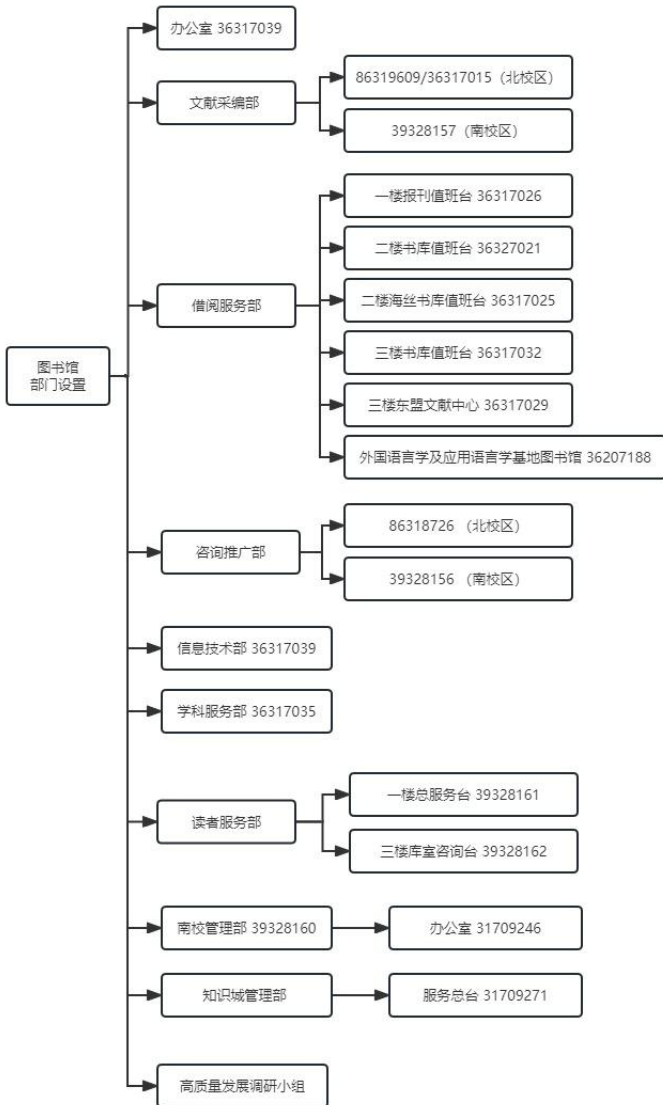 图书馆
部门设置
办公室 36317039
文献采编部
86319609/36317015（北校区）
39328157（南校区）
借阅服务部
一楼报刊值班台 36317026
二楼书库值班台 36327021
二楼海丝书库值班台 36317025
三楼书库值班台 36317032
三楼东盟文献中心 36317029
外国语言学及应用语言学基地图书馆 36207188
咨询推广部
86318726 （北校区）
39328156 （南校区）
信息技术部 36317039
学科服务部 36317035
读者服务部
一楼总服务台 39328161
三楼库室咨询台 39328162
南校管理部 39328160
办公室 31709246
知识城管理部
服务总台 31709271
高质量发展调研小组